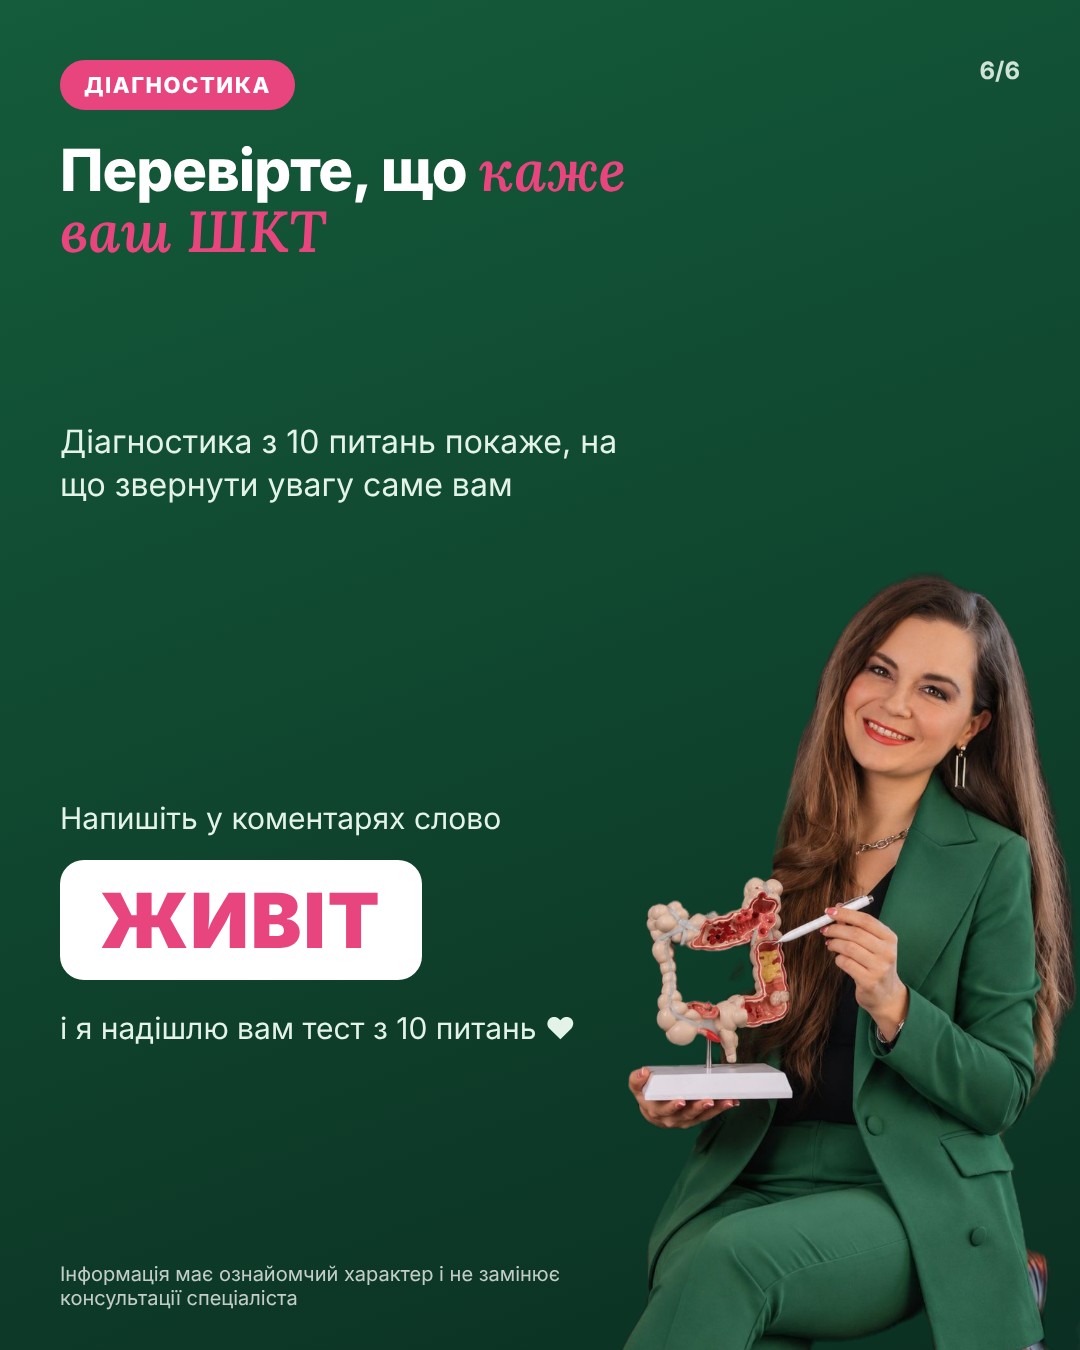 ДІАГНОСТИКА
6/6
Перевірте, що каже
ваш ШКТ
Діагностика з 10 питань покаже, на
що звернути увагу саме вам
Напишіть у коментарях слово
ЖИВІТ
і я надішлю вам тест з 10 питань ♥
Інформація має ознайомчий характер і не замінює
консультації спеціаліста